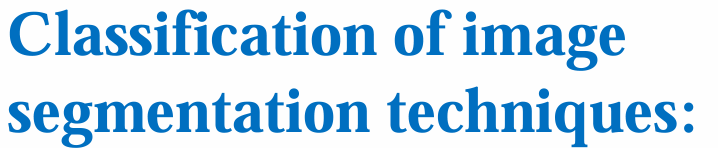 Classification of image
segmentation techniques: